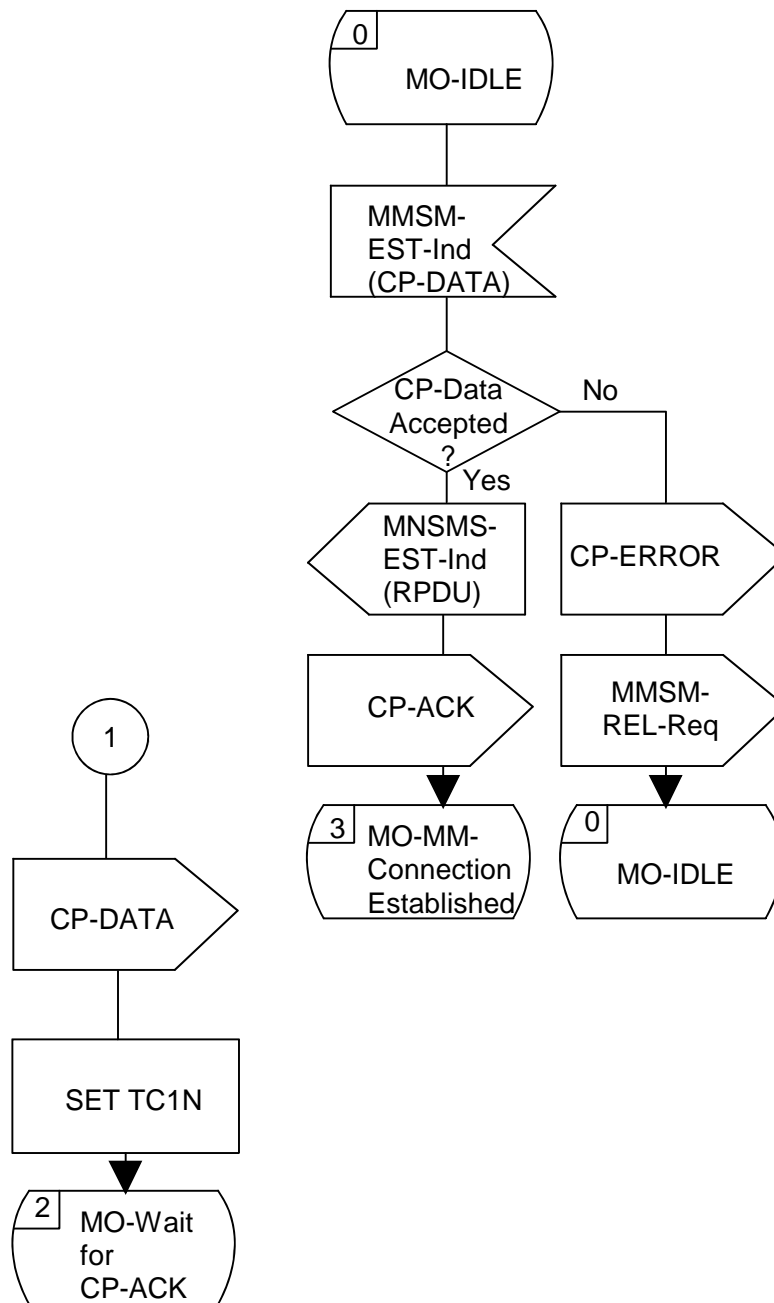 0
MO-IDLE
MMSM-
EST-Ind
(CP-DATA)
CP-Data
Accepted
?
No
Yes
MNSMS-
EST-Ind
(RPDU)
CP-ERROR
CP-ACK
MMSM-
REL-Req
3
MO-MM-
Connection
Established
0
MO-IDLE
1
CP-DATA
SET TC1N
2
MO-Wait
for
CP-ACK